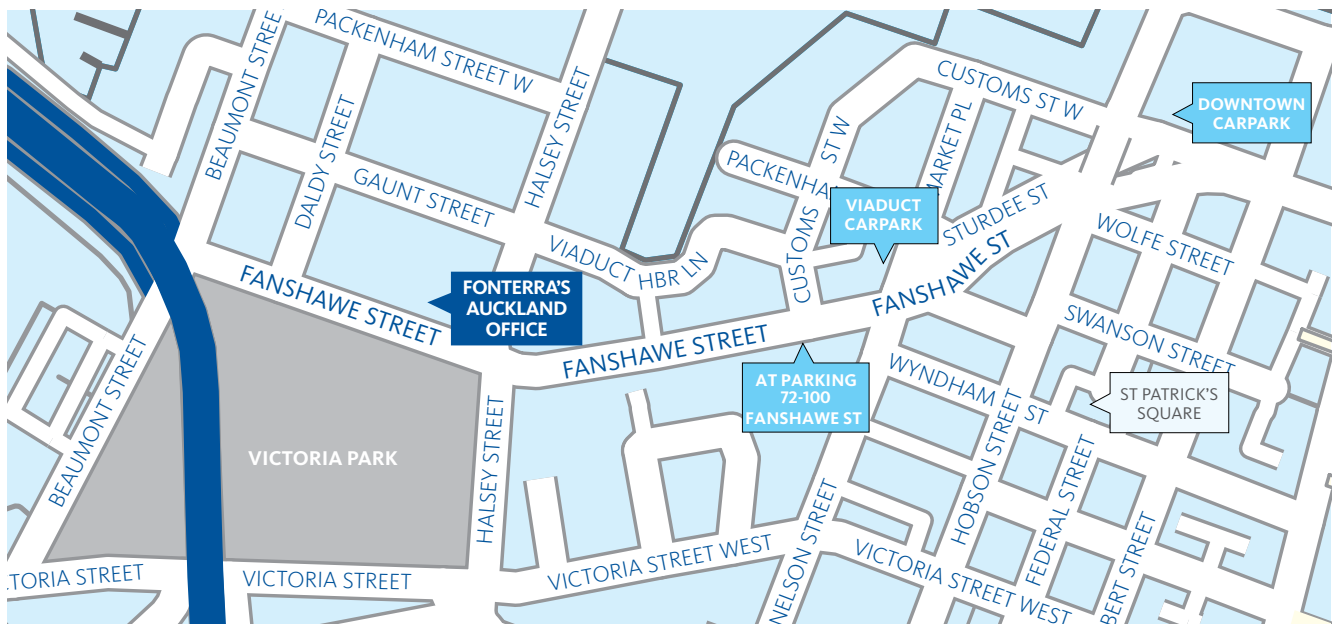 PACKENHAM STREET W
BEAUMONT STREET
DALDY STREET
HALSEY STREET
GAUNT STREET
CUSTOMS ST W
MARKET PL
DOWNTOWN
CARPARK
PACKENHA
CUSTOMS ST W
VIADUCT
CARPARK
STURDEE ST
WOLFE STREET
VIADUCT HBR LN
FANSHAWE STREET
FONTERRA'S
AUCKLAND
OFFICE
FANSHAWE STREET
FANSHAWE ST
SWANSON STREET
AT PARKING
72-100
FANSHAWE ST
WYNDHAM ST
ST PATRICK'S
SQUARE
BEAUMONT STREET
VICTORIA PARK
HALSEY STREET
NELSON STREET
HOBSON STREET
FEDERAL STREET
BERT STREET
TORIA STREET
VICTORIA STREET
VICTORIA STREET WEST
VICTORIA STREET WEST